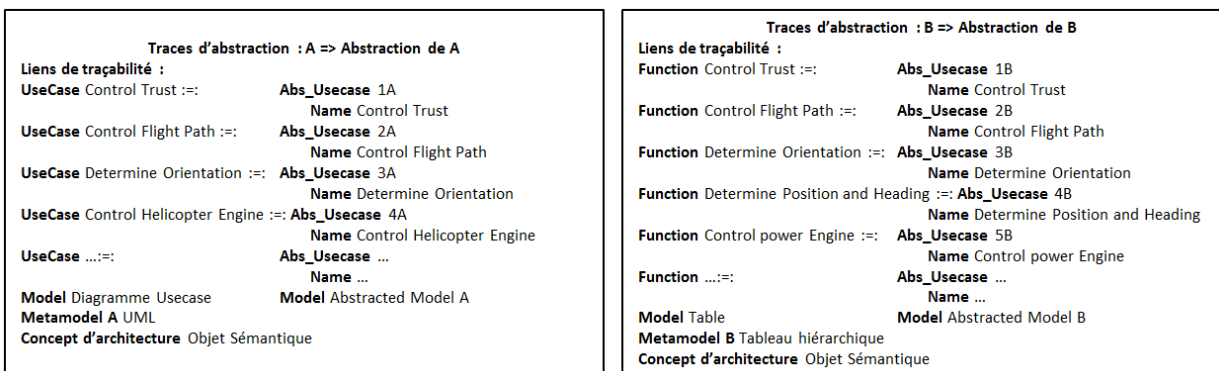 Traces d'abstraction : A => Abstraction de A
Liens de traçabilité :
UseCase Control Trust :=: Abs_Usecase 1A
Name Control Trust
UseCase Control Flight Path :=: Abs_Usecase 2A
Name Control Flight Path
UseCase Determine Orientation :=: Abs_Usecase 3A
Name Determine Orientation
UseCase Control Helicopter Engine :=: Abs_Usecase 4A
Name Control Helicopter Engine
UseCase ...:=: Abs_Usecase ...
Name ...
Model Diagramme Usecase Model Abstracted Model A
Metamodel A UML
Concept d'architecture Objet Sémantique
Traces d'abstraction : B => Abstraction de B
Liens de traçabilité :
Function Control Trust :=: Abs_Usecase 1B
Name Control Trust
Function Control Flight Path :=: Abs_Usecase 2B
Name Control Flight Path
Function Determine Orientation :=: Abs_Usecase 3B
Name Determine Orientation
Function Determine Position and Heading :=: Abs_Usecase 4B
Name Determine Position and Heading
Function Control power Engine :=: Abs_Usecase 5B
Name Control power Engine
Function ...:=: Abs_Usecase ...
Name ...
Model Table Model Abstracted Model B
Metamodel B Tableau hiérarchique
Concept d'architecture Objet Sémantique